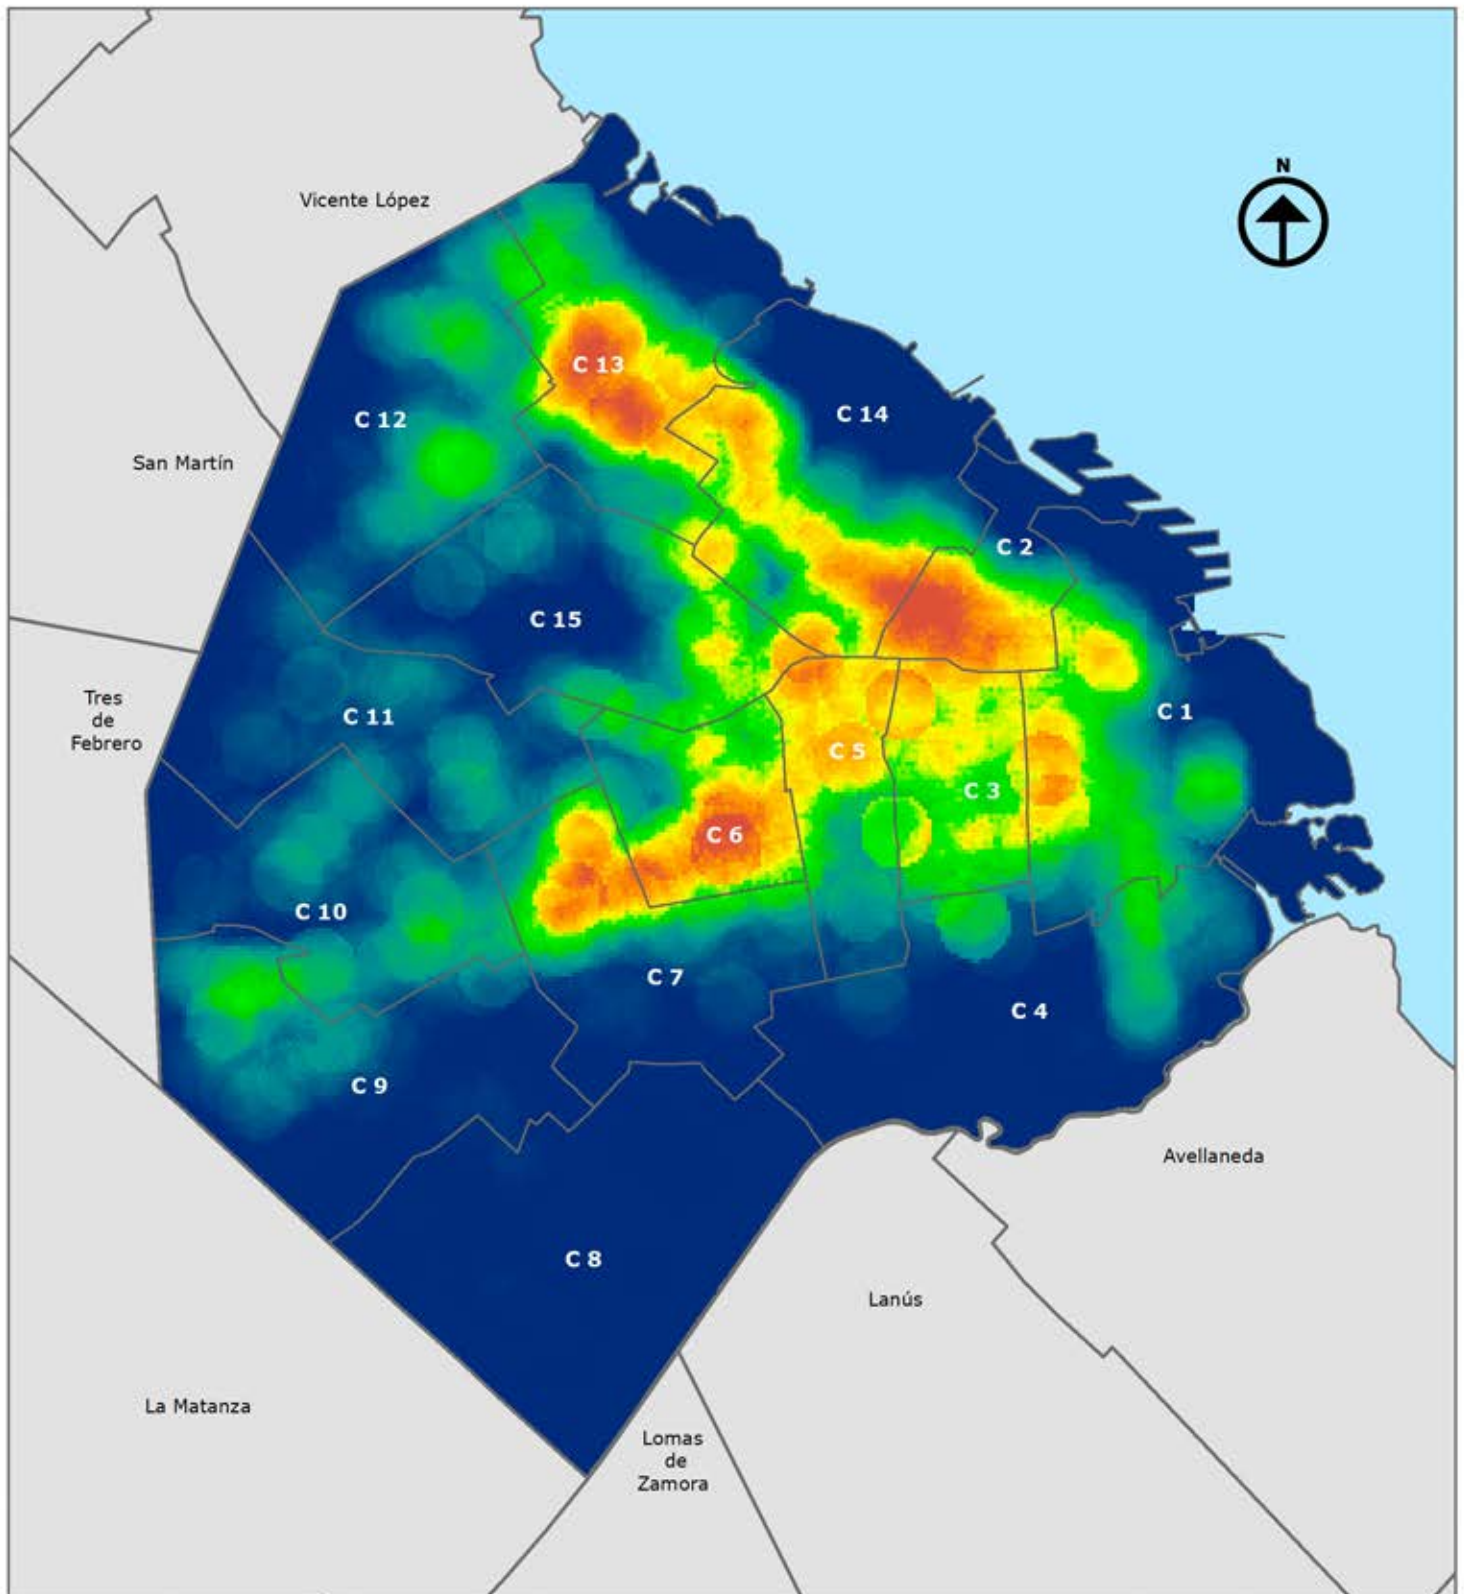 N
Vicente López
C 13
C 14
C 12
San Martín
C 2
C 15
Tres
de
Febrero
C 11
C 1
C 5
C 3
C 6
C 10
C 7
C 4
C 9
Avellaneda
C 8
Lanús
La Matanza
Lomas
de
Zamora